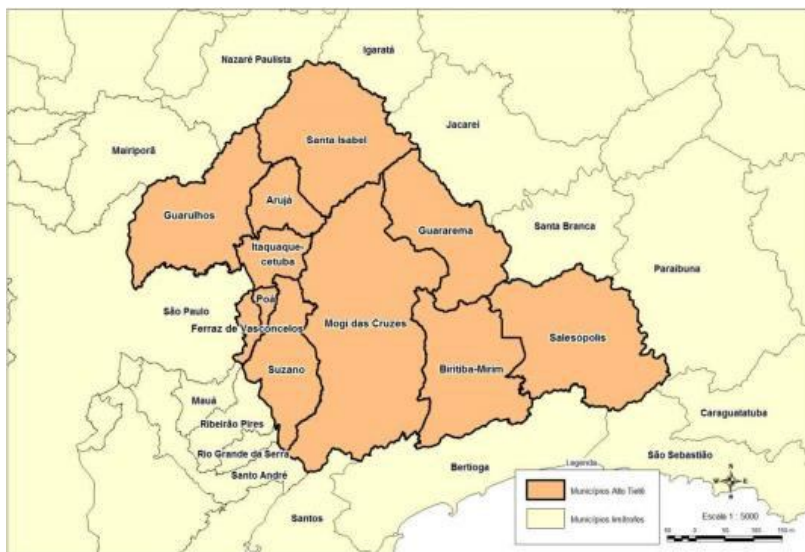 Igaratá
Nazaré Paulista
Jacareí
Santa Isabel
Mairiporã
Arujá
Guarulhos
Santa Branca
Guararema
Itaquaque-
cetuba
Paraibuna
Poá
São Paulo
Ferraz de Vasconcelos
Mogi das Cruzes
Salesopolis
Suzano
Biritiba-Mirim
Mauá
Caraguatatuba
Ribeirão Pires
Rio Grande da Serra
São Sebastião
Santo André
Bertioga
Legenda
Municípios Alto Tietê
Municípios limítrofes
Santos
N
W
E
Escala 1 : 5000